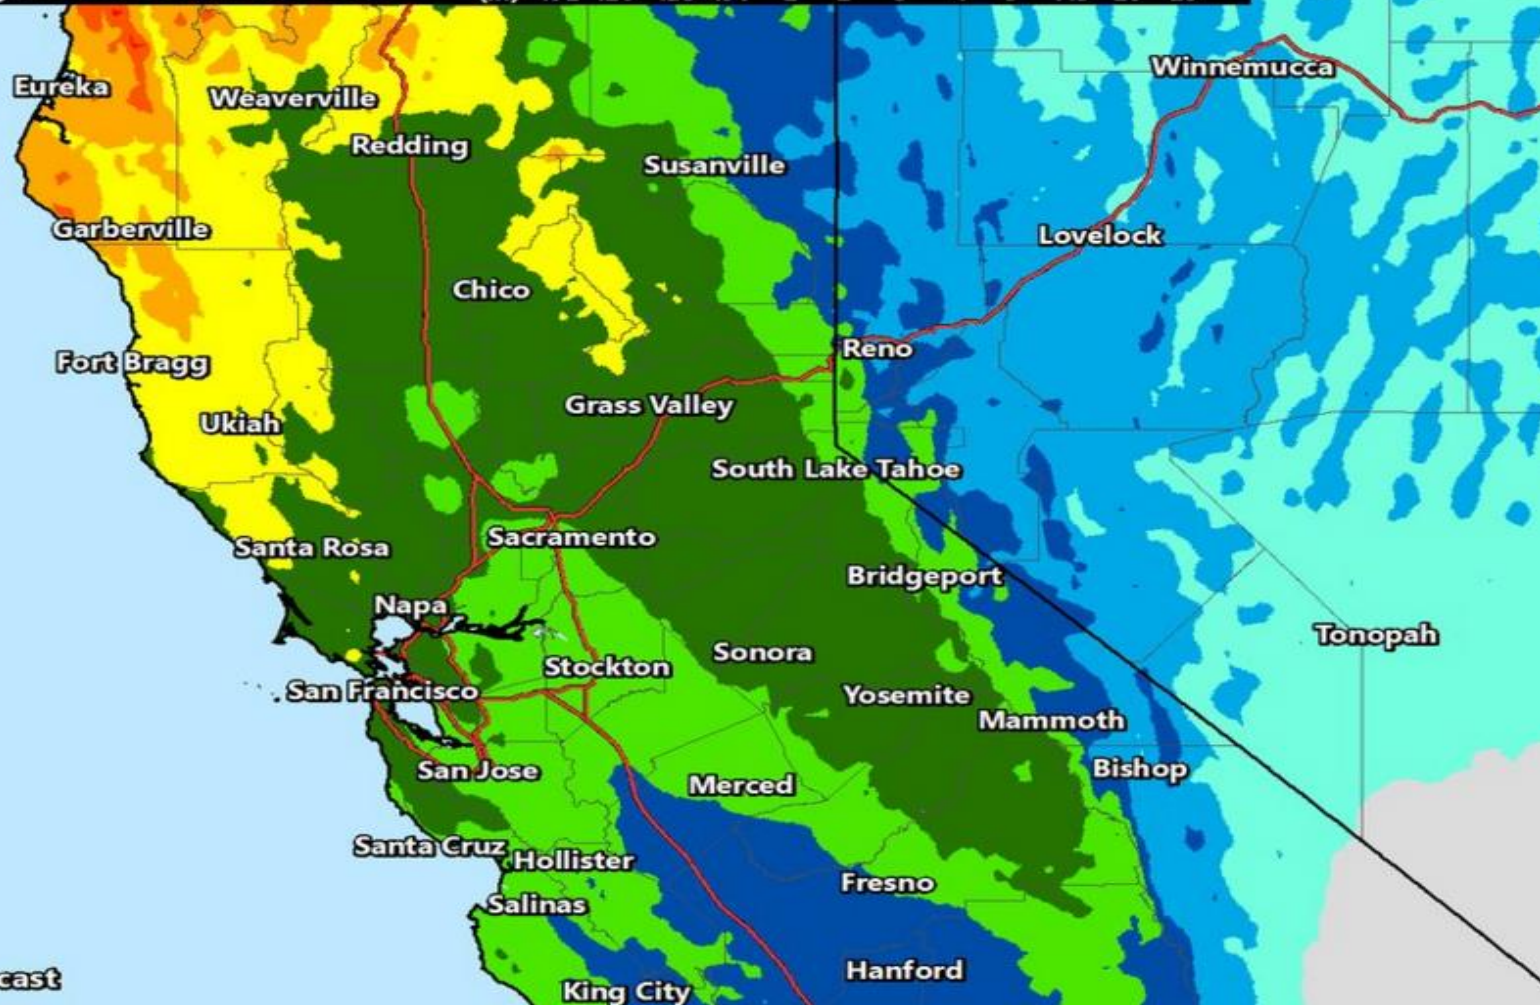 Winnemucca
Eureka
Weaverville
Redding
Susanville
Garberville
Lovelock
Chico
Reno
Fort Bragg
Grass Valley
Ukiah
South Lake Tahoe
Sacramento
Santa Rosa
Bridgeport
Napa
Tonopah
Sonora
Stockton
San Francisco
Yosemite
Mammoth
Bishop
San Jose
Merced
Santa Cruz
Hollister
Fresno
Salinas
Hanford
cast
King City